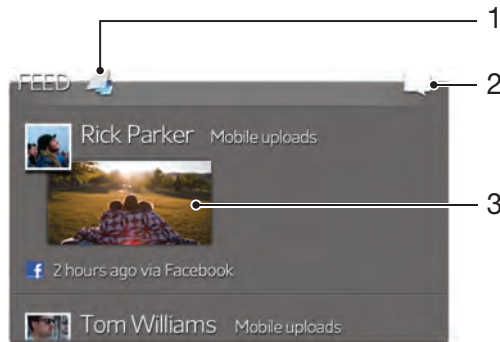 1
FEED
2
Rick Parker Mobile uploads
3
f 2 hours ago via Facebook
Tom Williams Mobile uploads